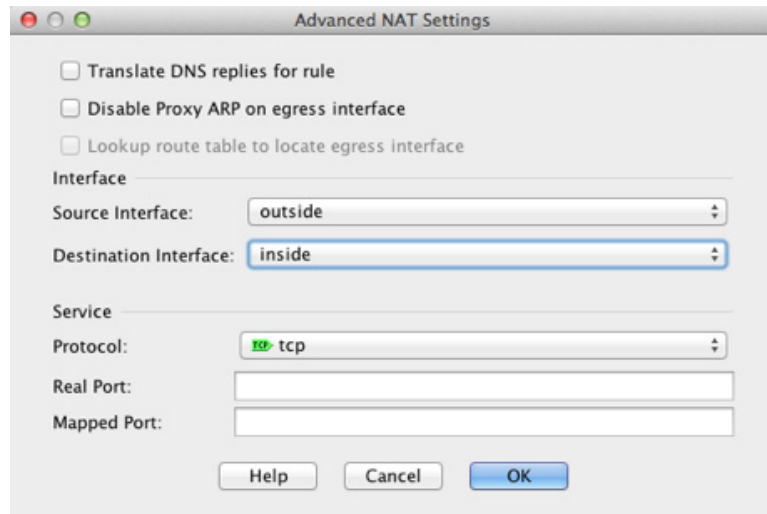 Advanced NAT Settings
Translate DNS replies for rule
Disable Proxy ARP on egress interface
Lookup route table to locate egress interface
Interface
Source Interface: outside
Destination Interface: inside
Service
Protocol: TCP tcp
Real Port:
Mapped Port:
Help Cancel OK